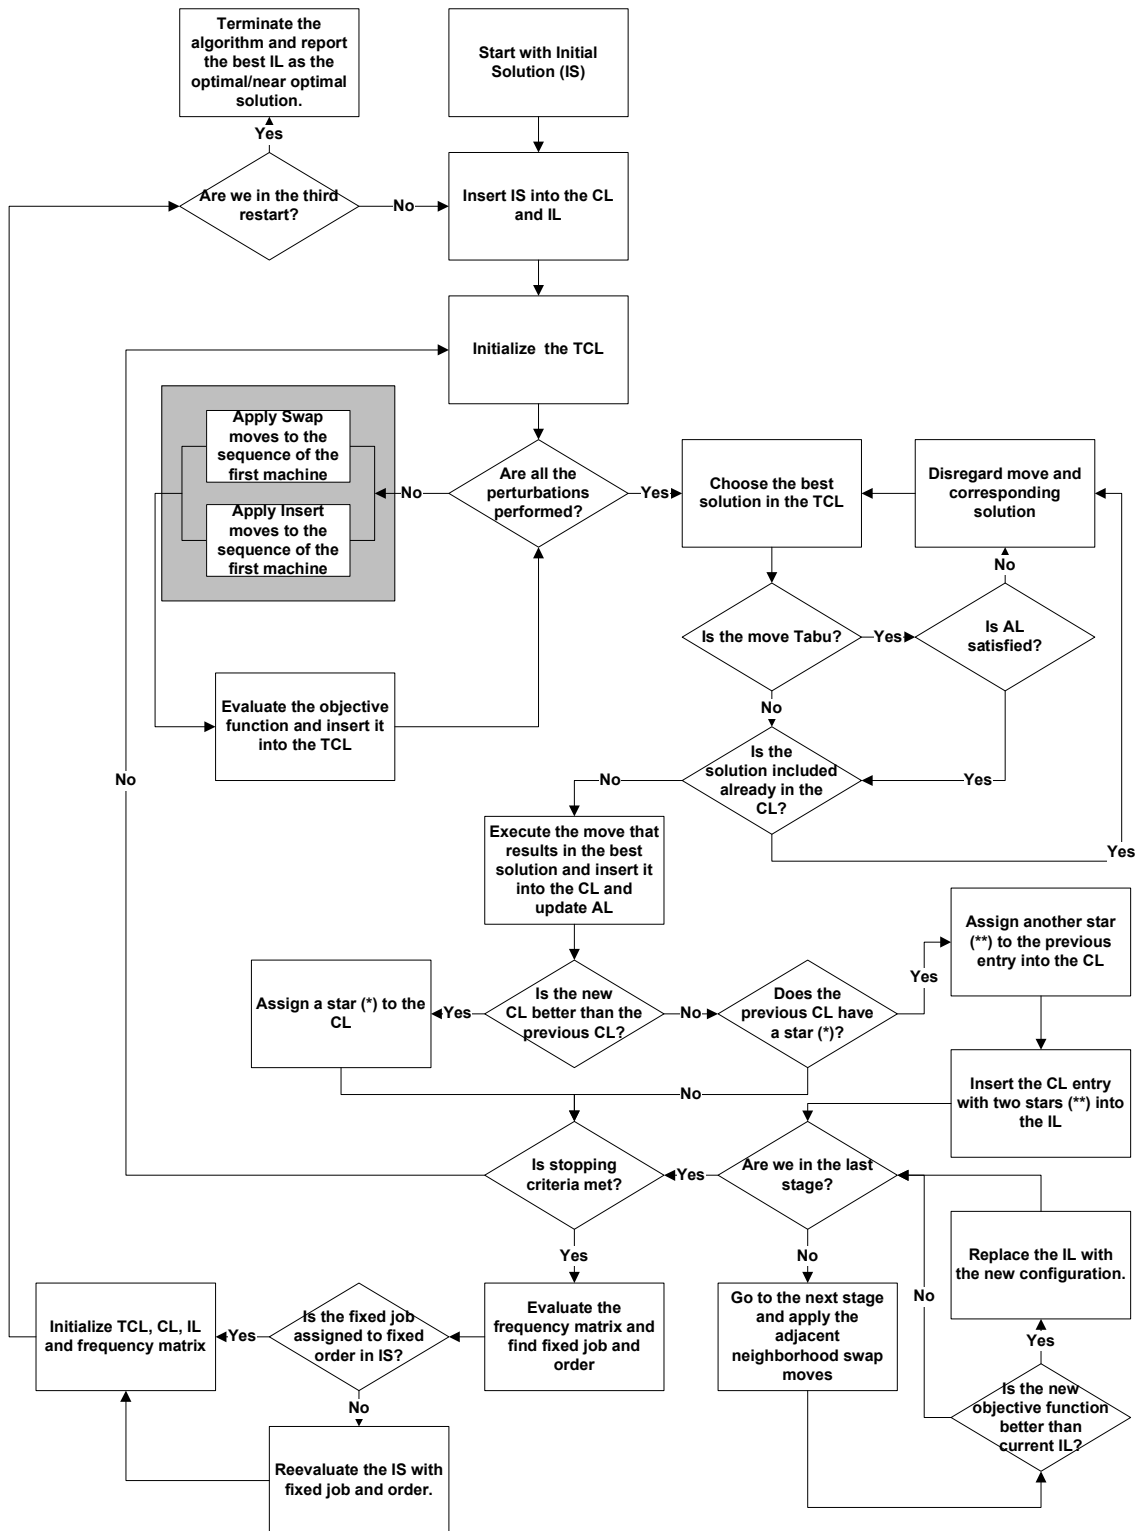 Terminate the
algorithm and report
the best IL as the
optimal/near optimal
solution.
Start with Initial
Solution (IS)
Yes
Are we in the third
restart?
No
Insert IS into the CL
and IL
Initialize the TCL
Apply Swap
moves to the
sequence of the
first machine
Apply Insert
moves to the
sequence of the
first machine
No
Are all the
perturbations
performed?
Yes
Choose the best
solution in the TCL
Disregard move and
corresponding
solution
No
Is the move Tabu?
Yes
Is AL
satisfied?
Evaluate the objective
function and insert it
into the TCL
No
Is the
solution included
already in the
CL?
Yes
No
No
Yes
Execute the move that
results in the best
solution and insert it
into the CL and
update AL
Assign another star
(**) to the previous
entry into the CL
Yes
Assign a star (*) to the
CL
Yes
Is the new
CL better than the
previous CL?
No
Does the
previous CL have
a star (*)?
No
Insert the CL entry
with two stars (**) into
the IL
Is stopping
criteria met?
Yes
Are we in the last
stage?
Yes
No
Replace the IL with
the new configuration.
No
Yes
Initialize TCL, CL, IL
and frequency matrix
Yes
Is the fixed job
assigned to fixed
order in IS?
Evaluate the
frequency matrix and
find fixed job and
order
Go to the next stage
and apply the
adjacent
neighborhood swap
moves
Is the new
objective function
better than
current IL?
No
Reevaluate the IS with
fixed job and order.